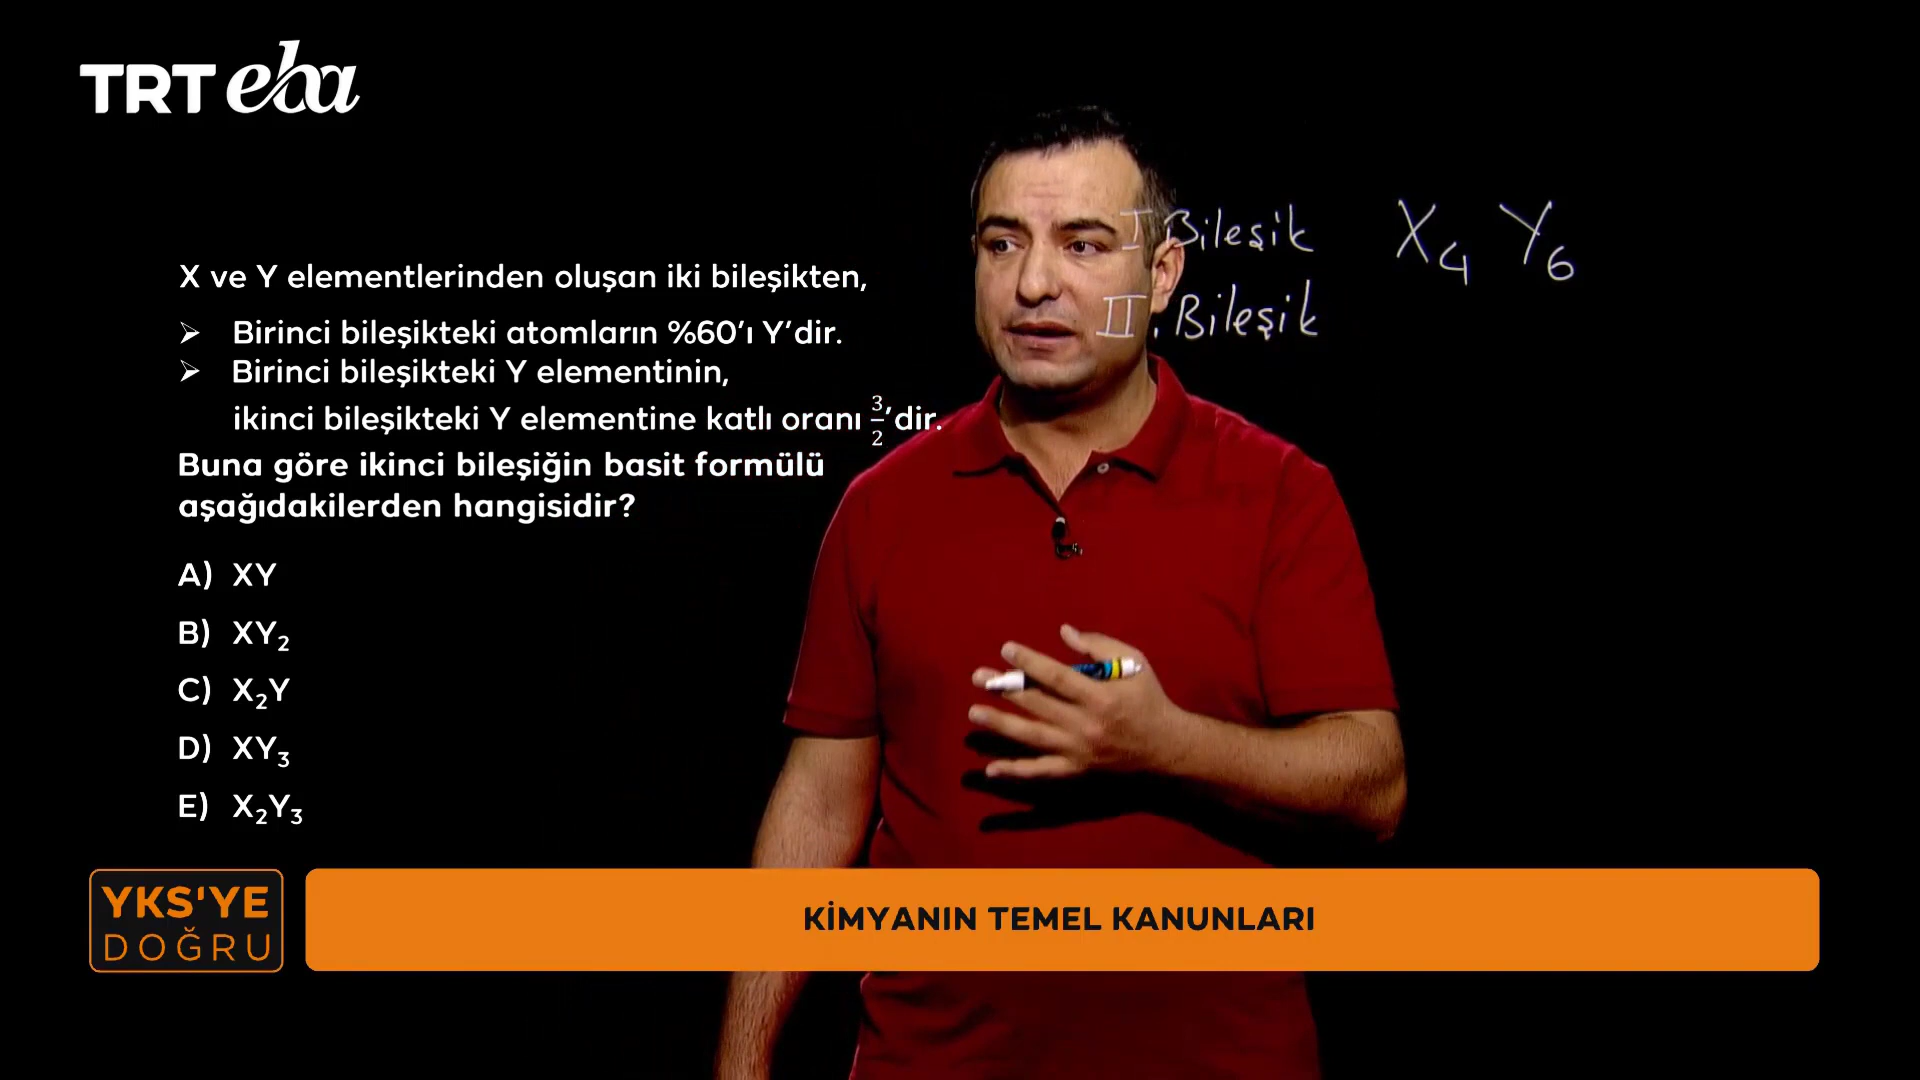 TRT eba
X ve Y elementlerinden oluşan iki bileşikten,
➢ Birinci bileşikteki atomların %60'ı Y'dir.
➢ Birinci bileşikteki Y elementinin,
ikinci bileşikteki Y elementine katlı oranı 3/2'dir.
Buna göre ikinci bileşiğin basit formülü
aşağıdakilerden hangisidir?
A) XY
B) XY₂
C) X₂Y
D) XY₃
E) X₂Y₃
I. Bileşik X₄ Y₆
II. Bileşik
YKS'YE
DOĞRU
KİMYANIN TEMEL KANUNLARI